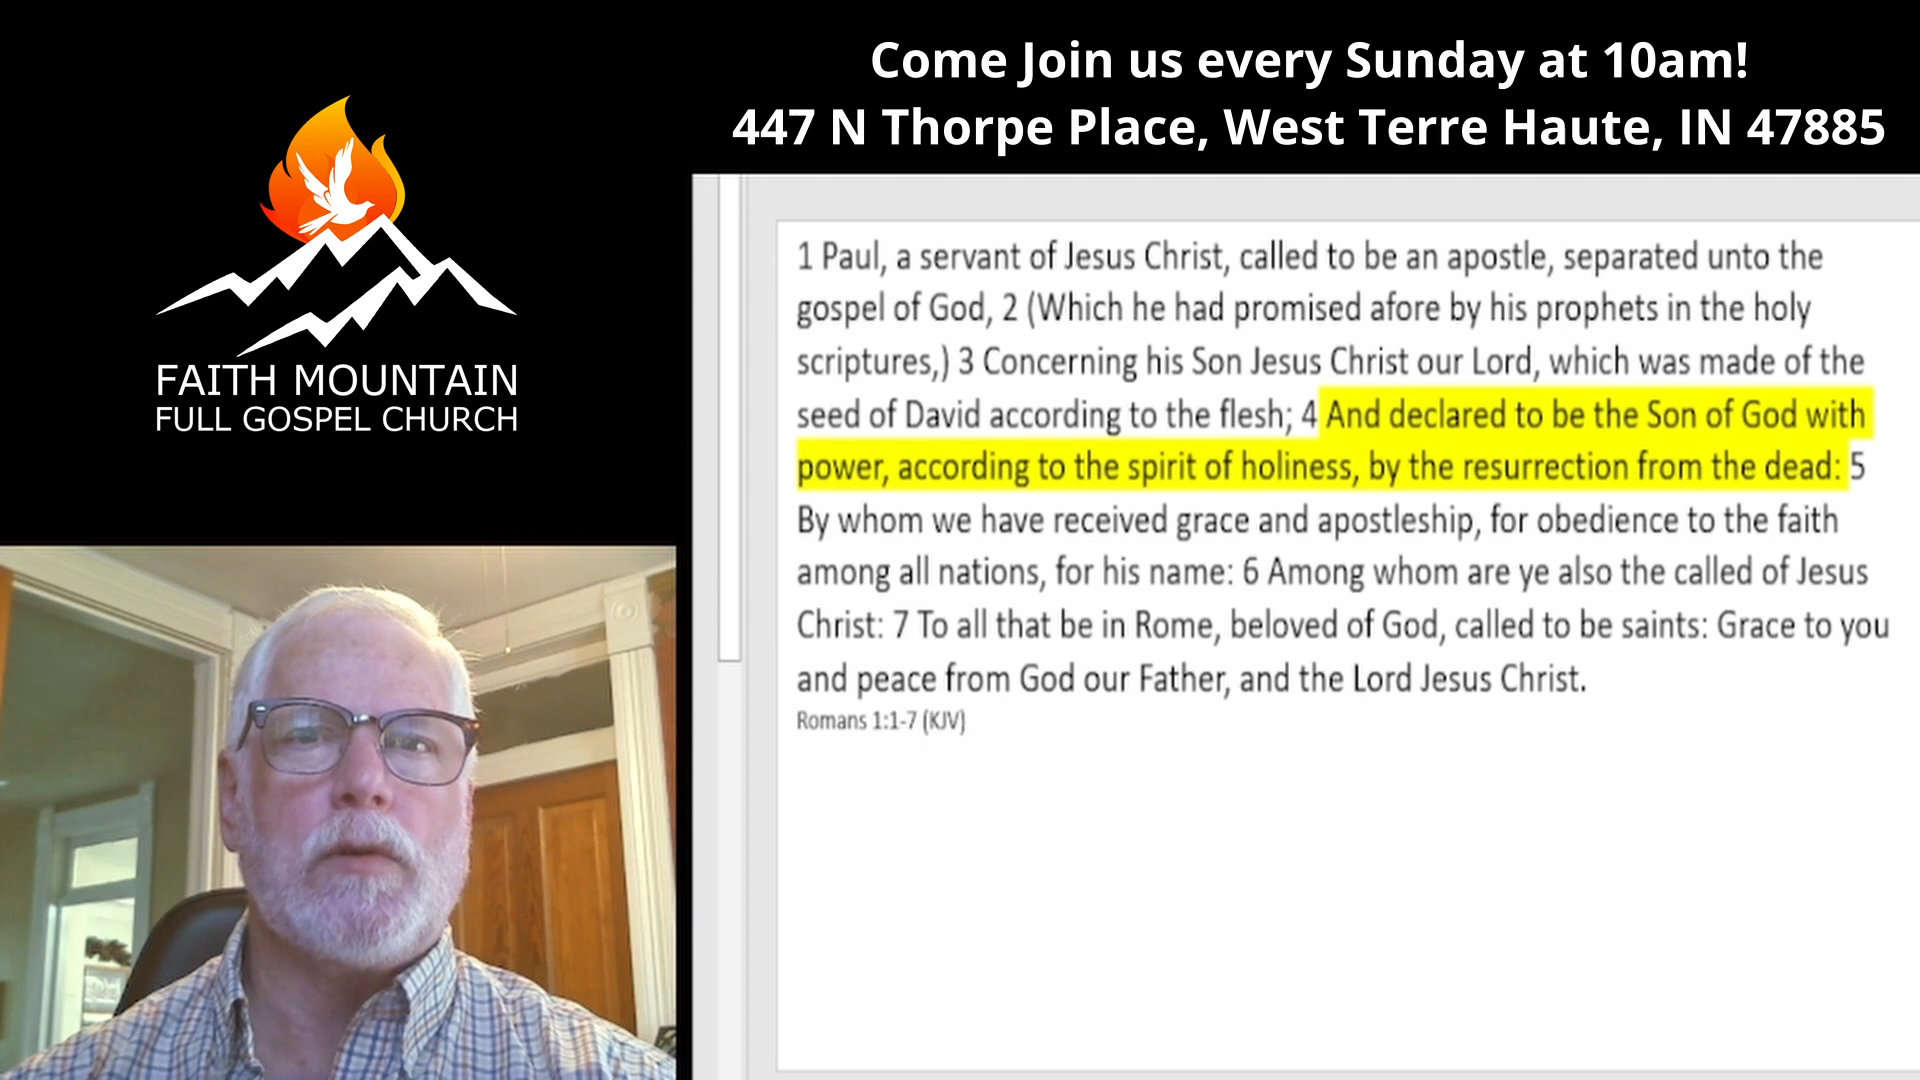 Come Join us every Sunday at 10am!
447 N Thorpe Place, West Terre Haute, IN 47885
FAITH MOUNTAIN
FULL GOSPEL CHURCH
1 Paul, a servant of Jesus Christ, called to be an apostle, separated unto the
gospel of God, 2 (Which he had promised afore by his prophets in the holy
scriptures,) 3 Concerning his Son Jesus Christ our Lord, which was made of the
seed of David according to the flesh; 4 And declared to be the Son of God with
power, according to the spirit of holiness, by the resurrection from the dead: 5
By whom we have received grace and apostleship, for obedience to the faith
among all nations, for his name: 6 Among whom are ye also the called of Jesus
Christ: 7 To all that be in Rome, beloved of God, called to be saints: Grace to you
and peace from God our Father, and the Lord Jesus Christ.
Romans 1:1-7 (KJV)